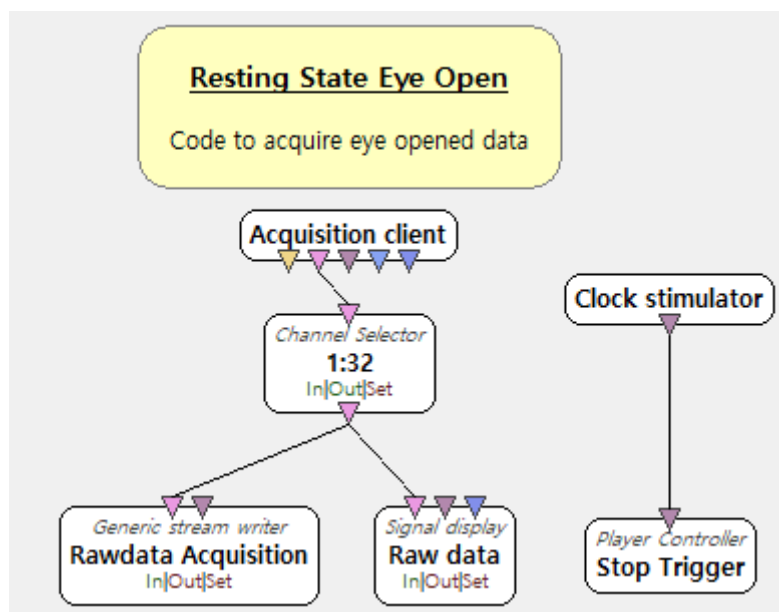 Resting State Eye Open
Code to acquire eye opened data
Acquisition client
Clock stimulator
Channel Selector
1:32
In|Out|Set
Generic stream writer
Rawdata Acquisition
In|Out|Set
Signal display
Raw data
In|Out|Set
Player Controller
Stop Trigger